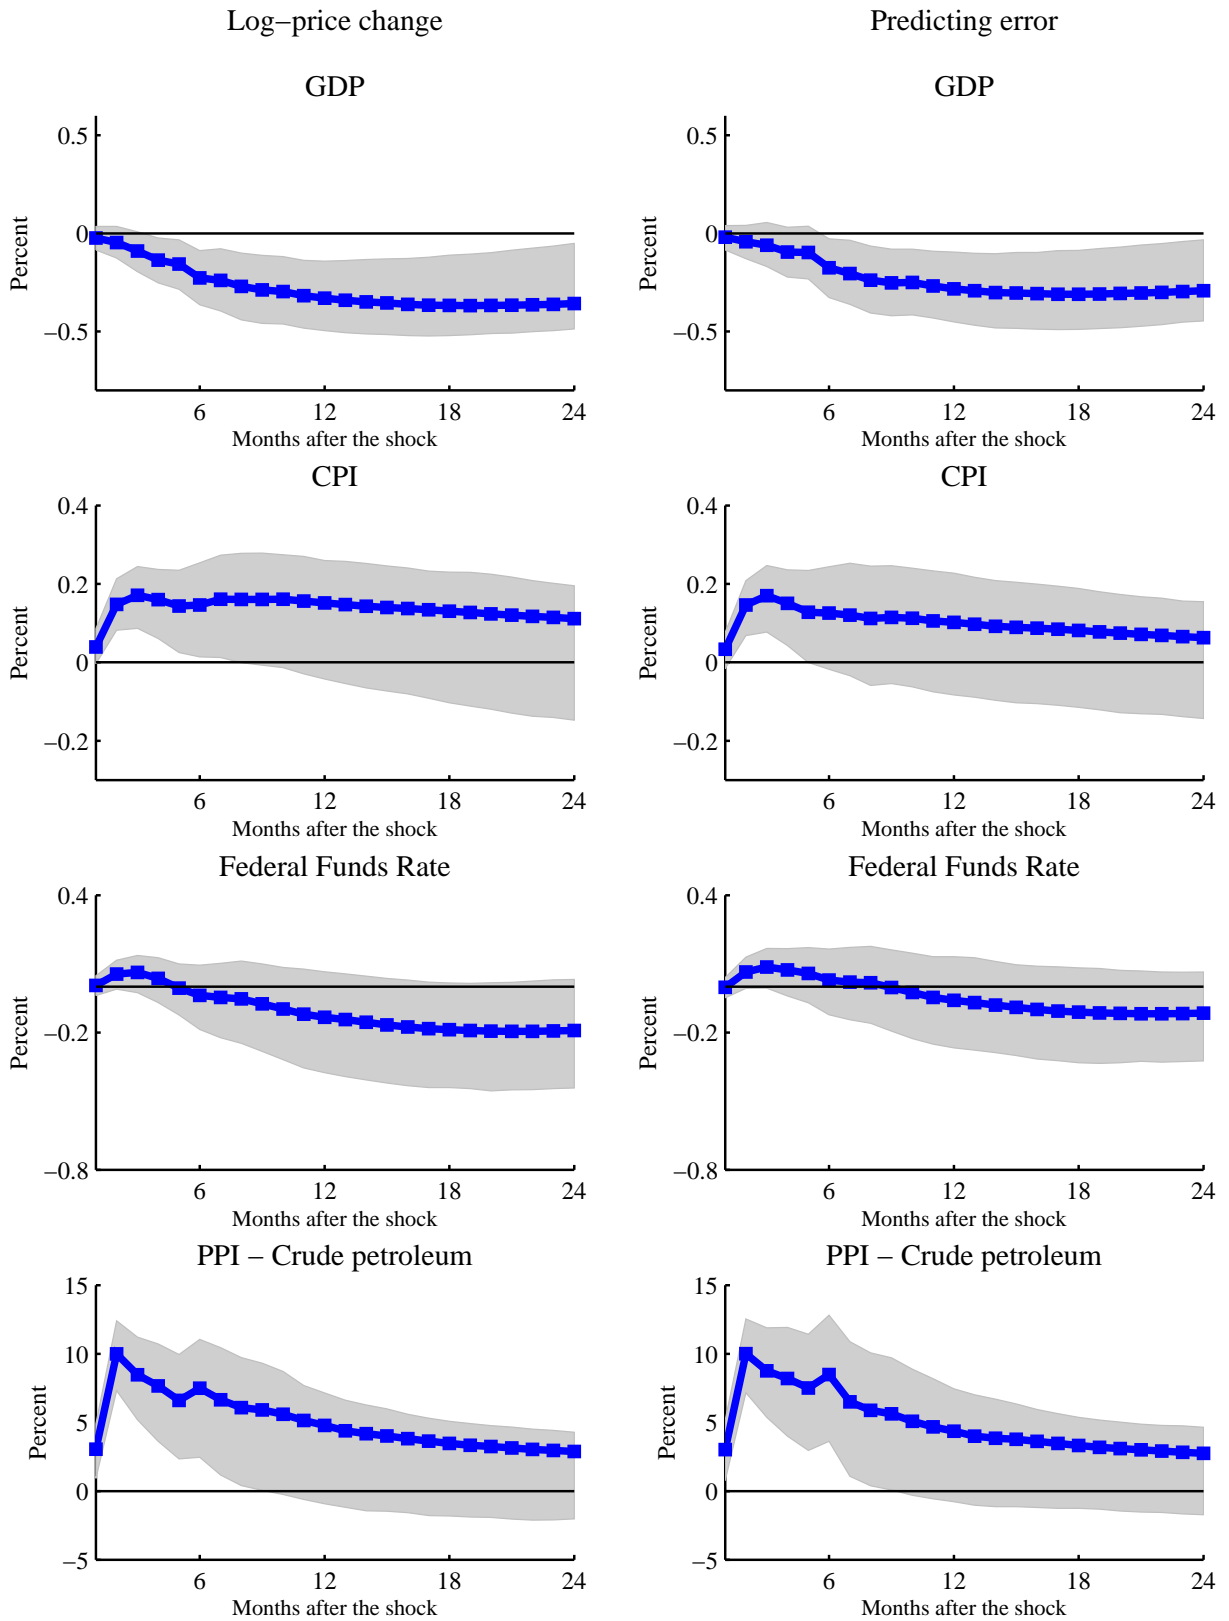 Log−price change
Predicting error
GDP
GDP
0.5
0
−0.5
Percent
6
12
18
24
Months after the shock
0.5
0
−0.5
Percent
6
12
18
24
Months after the shock
CPI
CPI
0.4
0.2
0
−0.2
Percent
6
12
18
24
Months after the shock
0.4
0.2
0
−0.2
Percent
6
12
18
24
Months after the shock
Federal Funds Rate
Federal Funds Rate
0.4
−0.2
−0.8
Percent
6
12
18
24
Months after the shock
0.4
−0.2
−0.8
Percent
6
12
18
24
Months after the shock
PPI − Crude petroleum
PPI − Crude petroleum
15
10
5
0
−5
Percent
6
12
18
24
Months after the shock
15
10
5
0
−5
Percent
6
12
18
24
Months after the shock